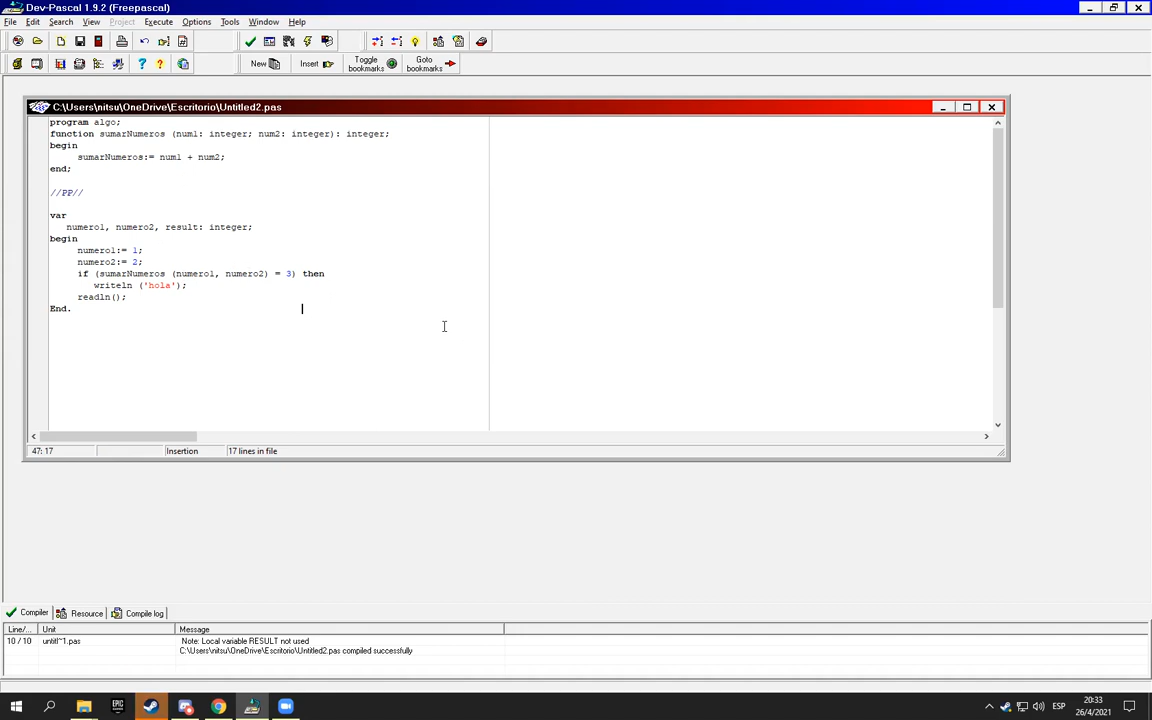 Dev-Pascal 1.9.2 (Freepascal)
File Edit Search View Project Execute Options Tools Window Help
New Insert Toggle bookmarks Goto bookmarks
C:\Users\nitsu\OneDrive\Escritorio\Untitled2.pas
program algo;
function sumarNumeros (num1: integer; num2: integer): integer;
begin
sumarNumeros:= num1 + num2;
end;
//PP//
var
numero1, numero2, result: integer;
begin
numero1:= 1;
numero2:= 2;
if (sumarNumeros (numero1, numero2) = 3) then
writeln ('hola');
readln();
End.
47: 17 Insertion 17 lines in file
Compiler Resource Compile log
Line/... Unit Message
10 / 10 untitl~1.pas Note: Local variable RESULT not used
C:\Users\nitsu\OneDrive\Escritorio\Untitled2.pas compiled successfully
EPIC
ESP
20:33
26/4/2021